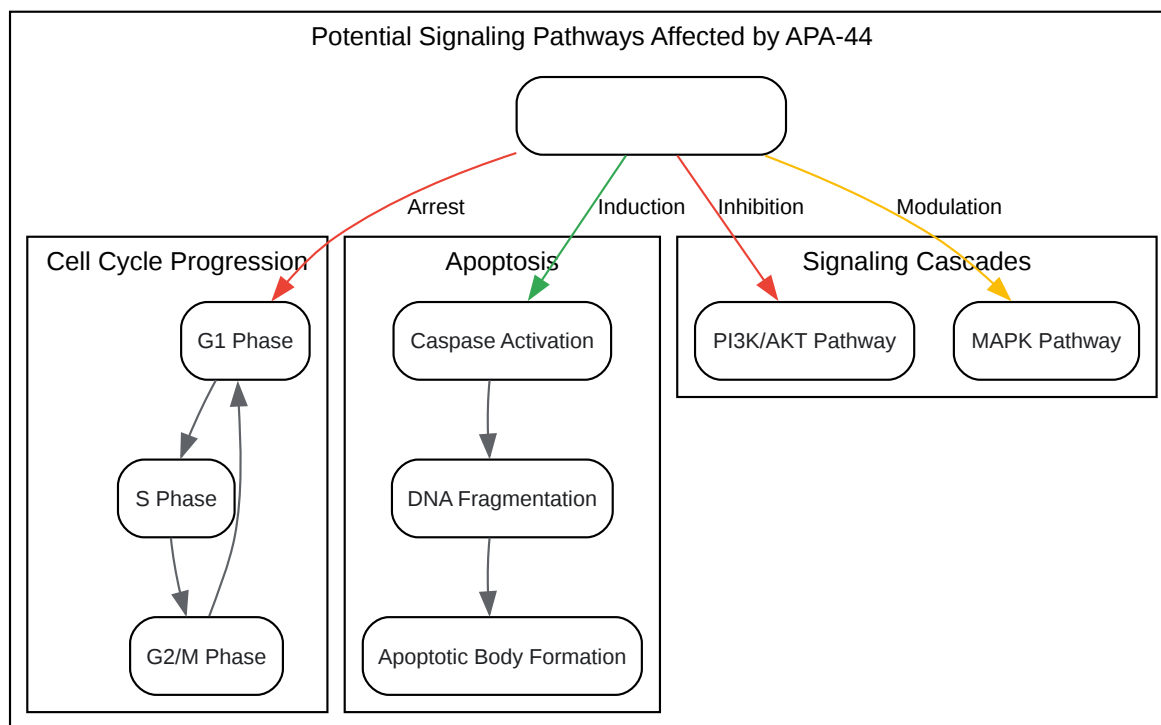 Potential Signaling Pathways Affected by APA-44
Arrest
Induction
Inhibition
Modulation
Cell Cycle Progression
Apoptosis
Signaling Cascades
G1 Phase
Caspase Activation
PI3K/AKT Pathway
MAPK Pathway
S Phase
DNA Fragmentation
G2/M Phase
Apoptotic Body Formation